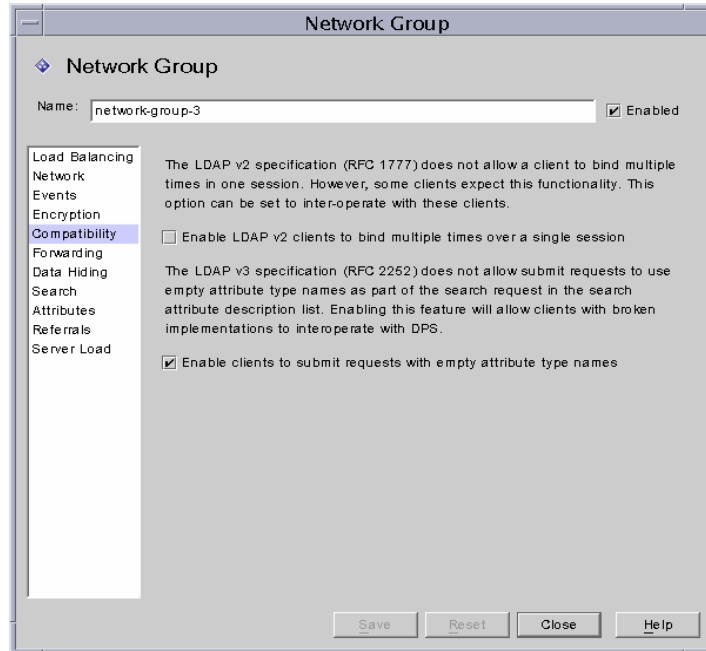 Network Group
Network Group
Name: network-group-3 Enabled
Load Balancing
Network
Events
Encryption
Compatibility
Forwarding
Data Hiding
Search
Attributes
Referrals
Server Load
The LDAP v2 specification (RFC 1777) does not allow a client to bind multiple
times in one session. However, some clients expect this functionality. This
option can be set to inter-operate with these clients.
Enable LDAP v2 clients to bind multiple times over a single session
The LDAP v3 specification (RFC 2252) does not allow submit requests to use
empty attribute type names as part of the search request in the search
attribute description list. Enabling this feature will allow clients with broken
implementations to interoperate with DPS.
Enable clients to submit requests with empty attribute type names
Save Reset Close Help